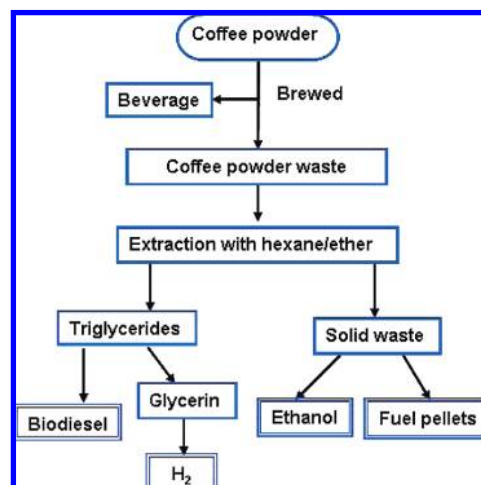 Coffee powder
Beverage
Brewed
Coffee powder waste
Extraction with hexane/ether
Triglycerides
Solid waste
Biodiesel
Glycerin
Ethanol
Fuel pellets
H₂